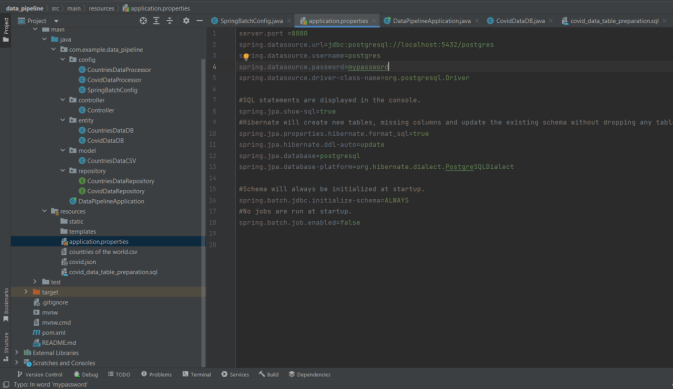 data_pipeline src main resources application.properties
Project
SpringBatchConfig.java
application.properties
DataPipelineApplication.java
CovidDataDB.java
covid_data_table_preparation.sql
Project
main
java
com.example.data_pipeline
config
CountriesDataProcessor
CovidDataProcessor
SpringBatchConfig
controller
Controller
entity
CountriesDataDB
CovidDataDB
model
CountriesDataCSV
repository
CountriesDataRepository
CovidDataRepository
DataPipelineApplication
resources
static
templates
application.properties
countries of the world.csv
covid.json
covid_data_table_preparation.sql
test
target
.gitignore
mvnw
mvnw.cmd
pom.xml
README.md
External Libraries
Scratches and Consoles
Bookmarks
Structure
1 server.port =8080
2 spring.datasource.url=jdbc:postgresql://localhost:5432/postgres
3 spring.datasource.username=postgres
4 spring.datasource.password=mypassword
5 spring.datasource.driver-class-name=org.postgresql.Driver
6
7 #SQL statements are displayed in the console.
8 spring.jpa.show-sql=true
9 #Hibernate will create new tables, missing columns and update the existing schema without dropping any tabl
10 spring.jpa.properties.hibernate.format_sql=true
11 spring.jpa.hibernate.ddl-auto=update
12 spring.jpa.database=postgresql
13 spring.jpa.database-platform=org.hibernate.dialect.PostgreSQLDialect
14
15 #Schema will always be initialized at startup.
16 spring.batch.jdbc.initialize-schema=ALWAYS
17 #No jobs are run at startup.
18 spring.batch.job.enabled=false
19
20
Version Control
Debug
TODO
Problems
Terminal
Services
Build
Dependencies
Typo: In word 'mypassword'